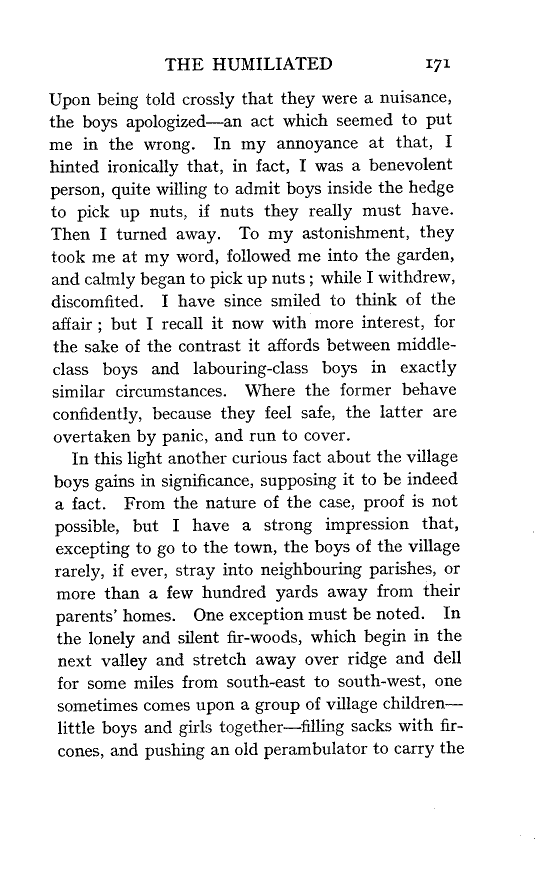 THE HUMILIATED 171
Upon being told crossly that they were a nuisance,
the boys apologized—an act which seemed to put
me in the wrong. In my annoyance at that, I
hinted ironically that, in fact, I was a benevolent
person, quite willing to admit boys inside the hedge
to pick up nuts, if nuts they really must have.
Then I turned away. To my astonishment, they
took me at my word, followed me into the garden,
and calmly began to pick up nuts ; while I withdrew,
discomfited. I have since smiled to think of the
affair ; but I recall it now with more interest, for
the sake of the contrast it affords between middle-
class boys and labouring-class boys in exactly
similar circumstances. Where the former behave
confidently, because they feel safe, the latter are
overtaken by panic, and run to cover.
In this light another curious fact about the village
boys gains in significance, supposing it to be indeed
a fact. From the nature of the case, proof is not
possible, but I have a strong impression that,
excepting to go to the town, the boys of the village
rarely, if ever, stray into neighbouring parishes, or
more than a few hundred yards away from their
parents' homes. One exception must be noted. In
the lonely and silent fir-woods, which begin in the
next valley and stretch away over ridge and dell
for some miles from south-east to south-west, one
sometimes comes upon a group of village children—
little boys and girls together—filling sacks with fir-
cones, and pushing an old perambulator to carry the